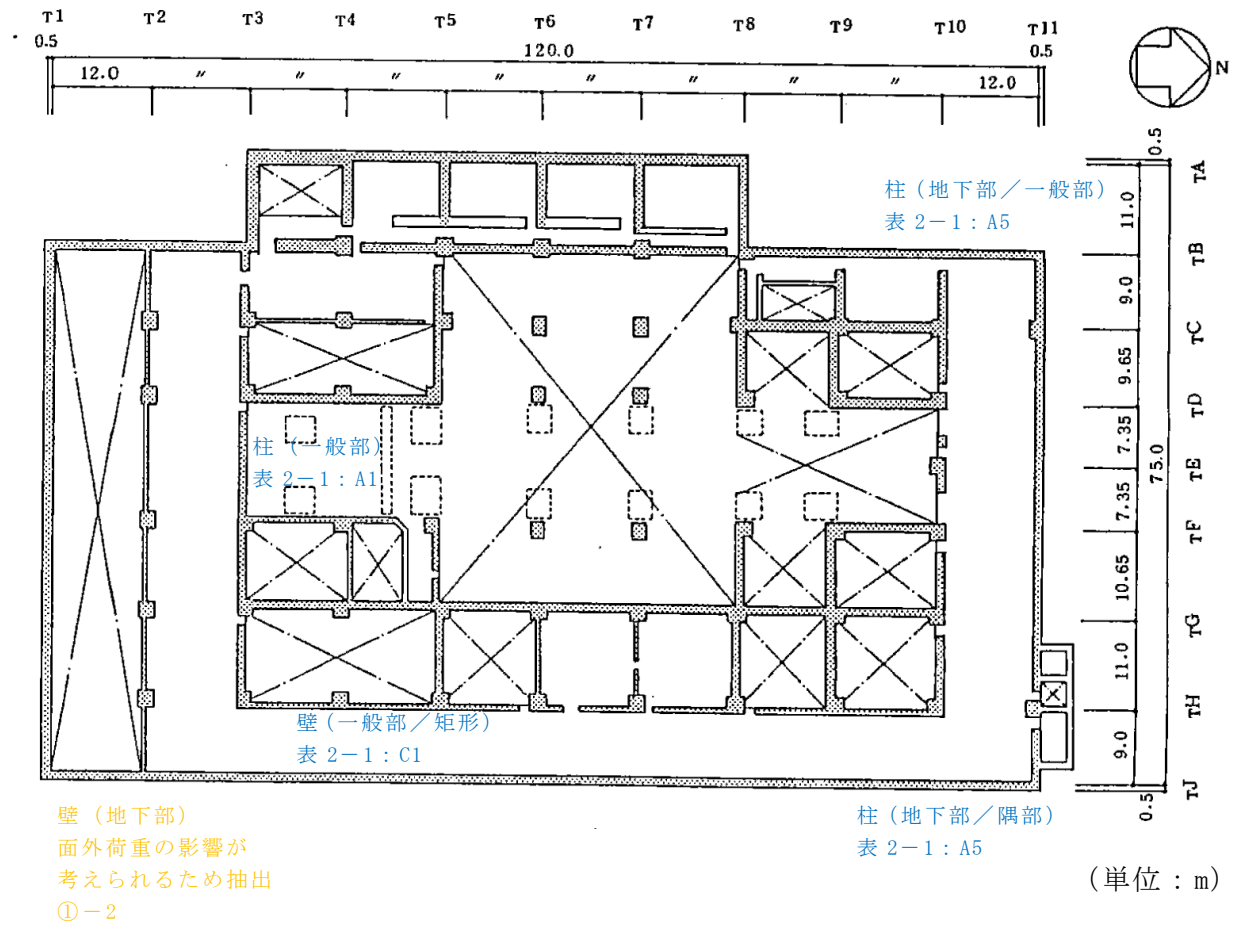 T1 T2 T3 T4 T5 T6 T7 T8 T9 T10 T11
0.5 120.0 0.5
12.0 〃 〃 〃 〃 〃 〃 〃 〃 12.0
N
0.5
TA
11.0
TB
9.0
TC
9.65
TD
7.35
TE
75.0
7.35
TF
10.65
TG
11.0
TH
9.0
TJ
0.5
柱(地下部/一般部)
表 2-1:A5
柱(一般部)
表 2-1:A1
壁(一般部/矩形)
表 2-1:C1
壁(地下部)
面外荷重の影響が
考えられるため抽出
①-2
柱(地下部/隅部)
表 2-1:A5
(単位:m)